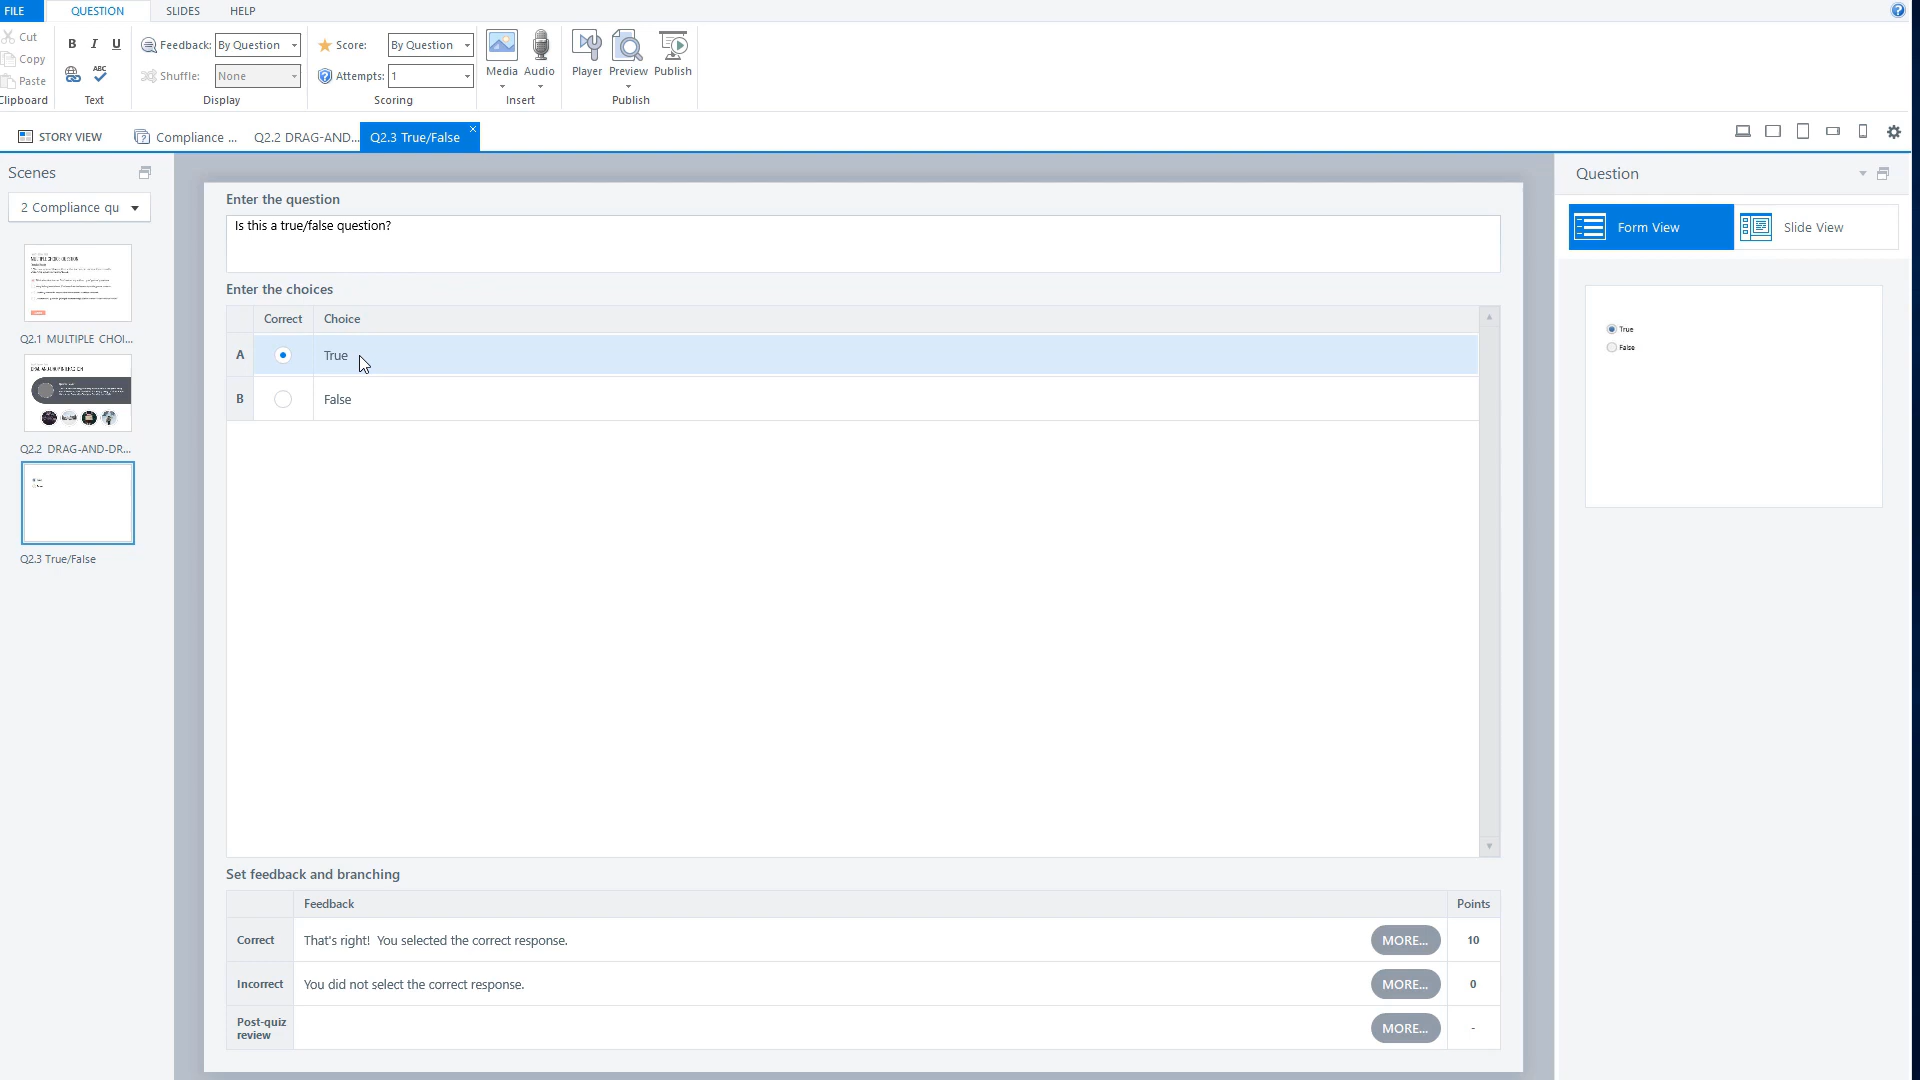 FILE QUESTION SLIDES HELP
Cut
Copy
Paste
Clipboard
B I U
ABC
Text
Feedback: By Question
Shuffle: None
Display
Score: By Question
Attempts: 1
Scoring
Media Audio
Insert
Player Preview Publish
Publish
STORY VIEW Compliance ... Q2.2 DRAG-AND... Q2.3 True/False
Scenes
2 Compliance qu
MULTIPLE CHOICE QUESTION
Q2.1 MULTIPLE CHOI...
Q2.2 DRAG-AND-DR...
Q2.3 True/False
Enter the question
Is this a true/false question?
Enter the choices
Correct Choice
A True
B False
Set feedback and branching
Feedback Points
Correct That's right! You selected the correct response. MORE... 10
Incorrect You did not select the correct response. MORE... 0
Post-quiz review MORE... -
Question
Form View Slide View
True
False